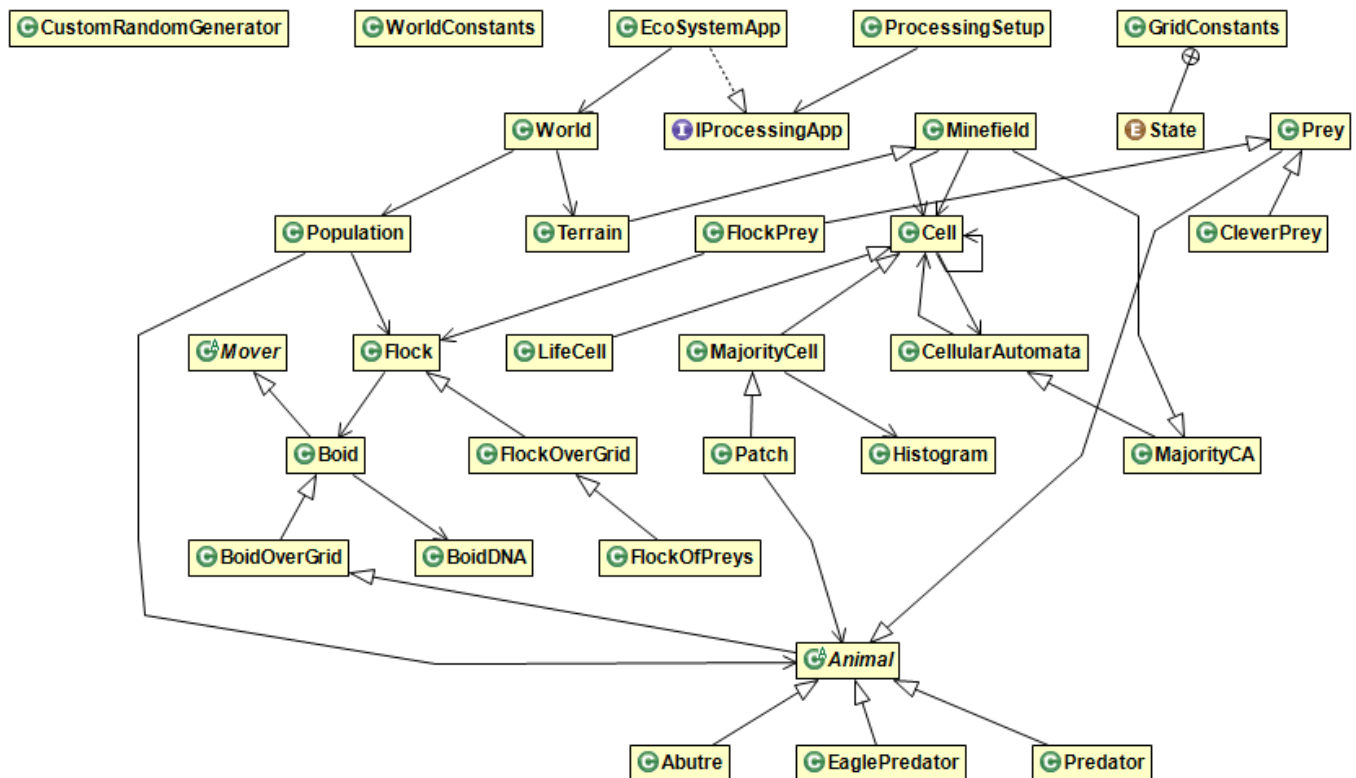 CustomRandomGenerator
WorldConstants
EcoSystemApp
ProcessingSetup
GridConstants
World
IProcessingApp
Minefield
State
Prey
Population
Terrain
FlockPrey
Cell
CleverPrey
Mover
Flock
LifeCell
MajorityCell
CellularAutomata
Boid
FlockOverGrid
Patch
Histogram
MajorityCA
BoidOverGrid
BoidDNA
FlockOfPreys
Animal
Abutre
EaglePredator
Predator